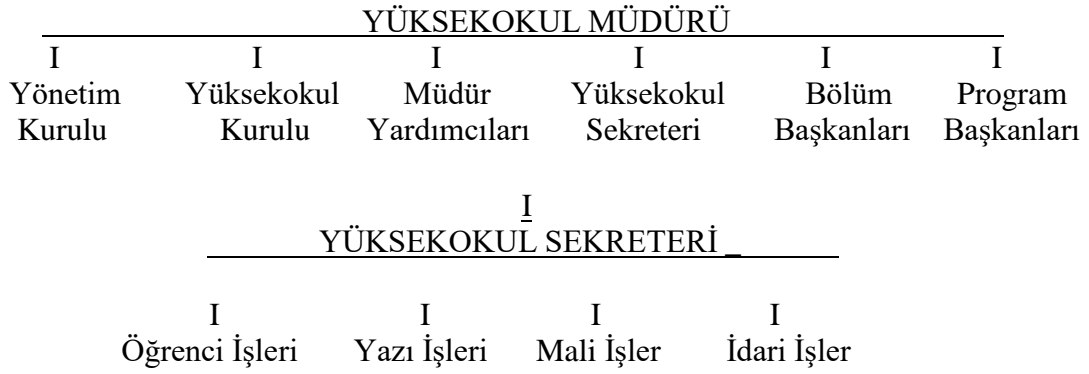 YÜKSEKOKUL MÜDÜRÜ
I I I I I I
Yönetim Yüksekokul Müdür Yüksekokul Bölüm Program
Kurulu Kurulu Yardımcıları Sekreteri Başkanları Başkanları
I
YÜKSEKOKUL SEKRETERİ _
I I I I
Öğrenci İşleri Yazı İşleri Mali İşler İdari İşler